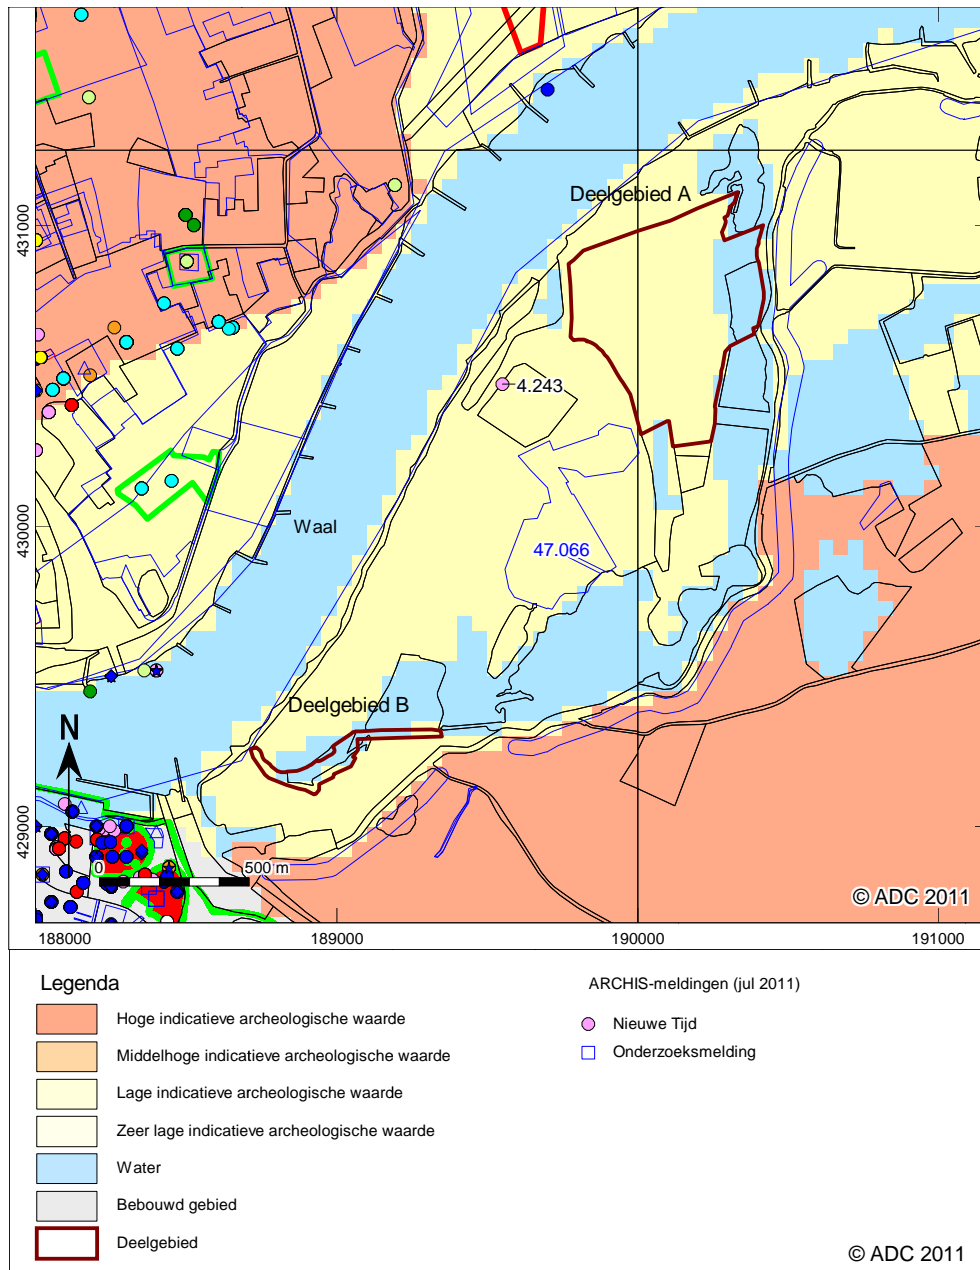 Deelgebied A
431000
4.243
430000
Waal
47.066
Deelgebied B
N
429000
0 500 m
© ADC 2011
188000 189000 190000 191000
Legenda
Hoge indicatieve archeologische waarde
Middelhoge indicatieve archeologische waarde
Lage indicatieve archeologische waarde
Zeer lage indicatieve archeologische waarde
Water
Bebouwd gebied
Deelgebied
ARCHIS-meldingen (jul 2011)
Nieuwe Tijd
Onderzoeksmelding
© ADC 2011